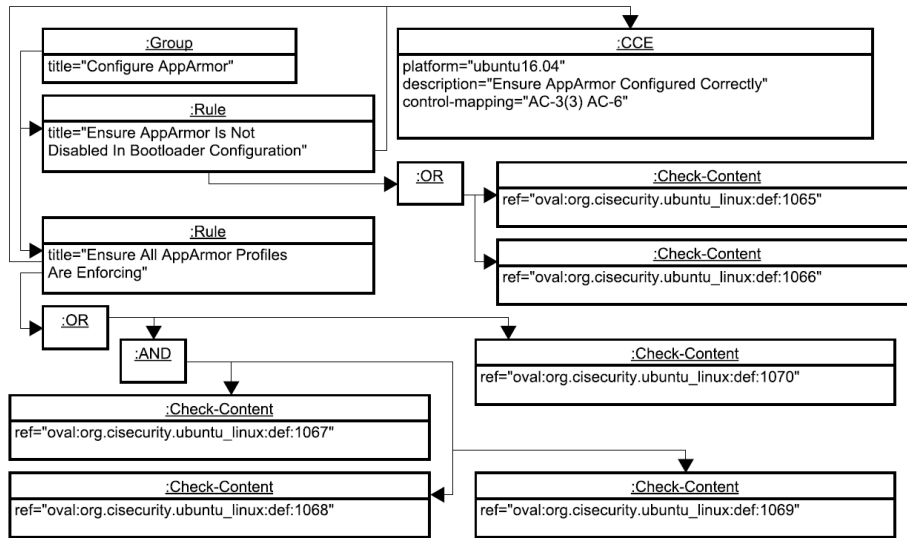 :Group
title="Configure AppArmor"
:CCE
platform="ubuntu16.04"
description="Ensure AppArmor Configured Correctly"
control-mapping="AC-3(3) AC-6"
:Rule
title="Ensure AppArmor Is Not
Disabled In Bootloader Configuration"
:OR
:Check-Content
ref="oval:org.cisecurity.ubuntu_linux:def:1065"
:Rule
title="Ensure All AppArmor Profiles
Are Enforcing"
:Check-Content
ref="oval:org.cisecurity.ubuntu_linux:def:1066"
:OR
:AND
:Check-Content
ref="oval:org.cisecurity.ubuntu_linux:def:1070"
:Check-Content
ref="oval:org.cisecurity.ubuntu_linux:def:1067"
:Check-Content
ref="oval:org.cisecurity.ubuntu_linux:def:1068"
:Check-Content
ref="oval:org.cisecurity.ubuntu_linux:def:1069"